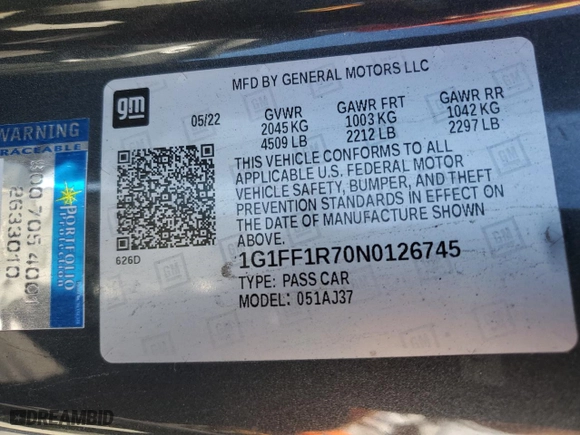 MFD BY GENERAL MOTORS LLC
gm
05/22
GVWR
2045 KG
4509 LB
GAWR FRT
1003 KG
2212 LB
GAWR RR
1042 KG
2297 LB
THIS VEHICLE CONFORMS TO ALL
APPLICABLE U.S. FEDERAL MOTOR
VEHICLE SAFETY, BUMPER, AND THEFT
PREVENTION STANDARDS IN EFFECT ON
THE DATE OF MANUFACTURE SHOWN
ABOVE.
626D
1G1FF1R70N0126745
TYPE: PASS CAR
MODEL: 051AJ37
WARNING
TRACEABLE
PORTFOLIO
2633010
DREAMBID